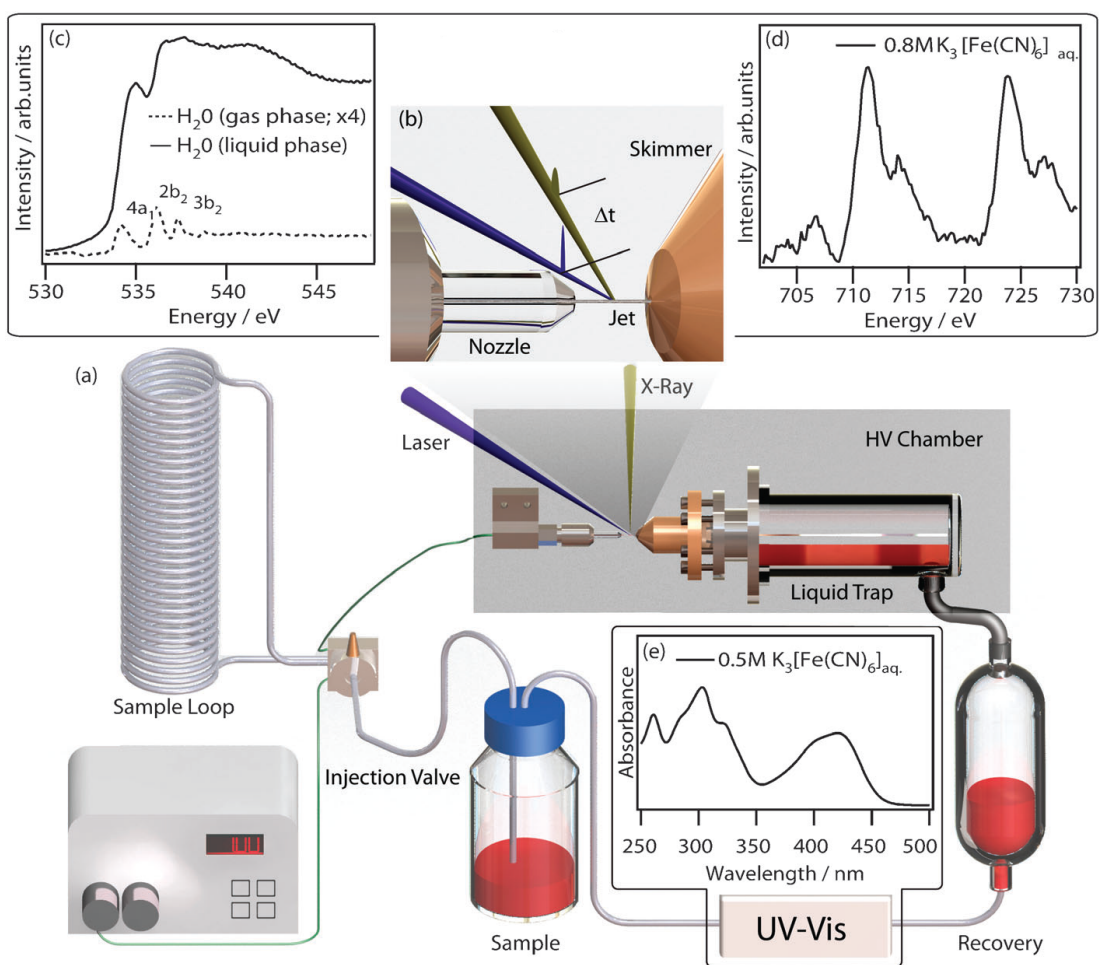 (c)
Intensity / arb.units
H2O (gas phase; x4)
H2O (liquid phase)
4a1
2b2
3b2
530 535 540 545
Energy / eV
(b)
Skimmer
Δt
Jet
Nozzle
(d)
0.8M K3 [Fe(CN)6] aq.
Intensity / arb.units
705 710 715 720 725 730
Energy / eV
(a)
X-Ray
Laser
HV Chamber
Liquid Trap
Sample Loop
Injection Valve
(e)
0.5M K3[Fe(CN)6]aq.
Absorbance
250 300 350 400 450 500
Wavelength / nm
UV-Vis
Sample
Recovery